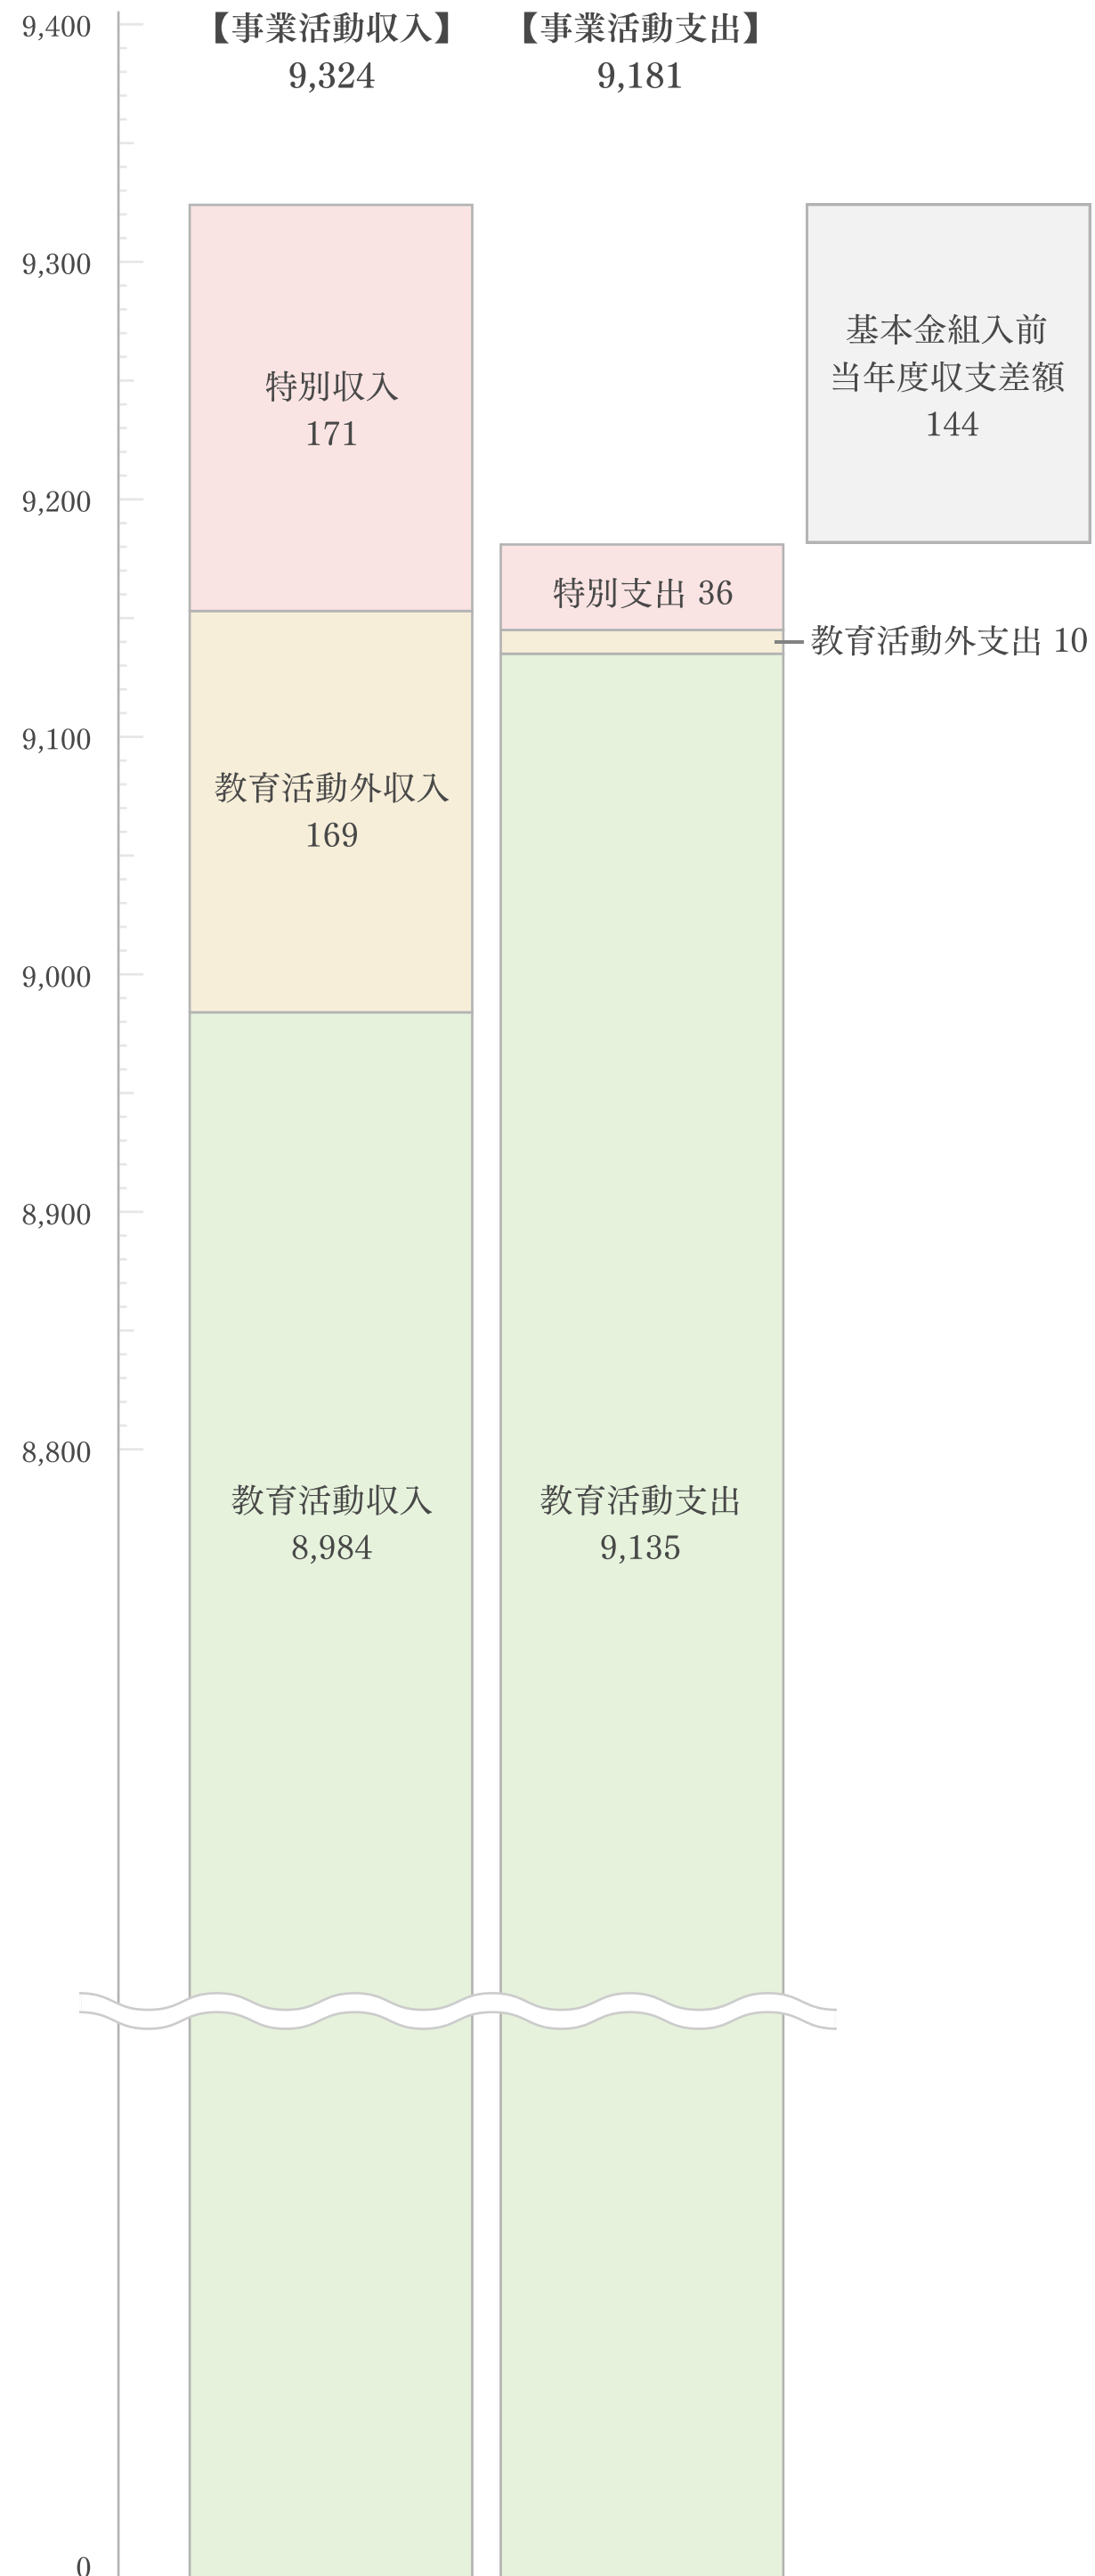 9,400
【事業活動収入】
9,324
【事業活動支出】
9,181
9,300
9,200
9,100
9,000
8,900
8,800
0
特別収入
171
教育活動外収入
169
教育活動収入
8,984
特別支出 36
教育活動外支出 10
教育活動支出
9,135
基本金組入前
当年度収支差額
144